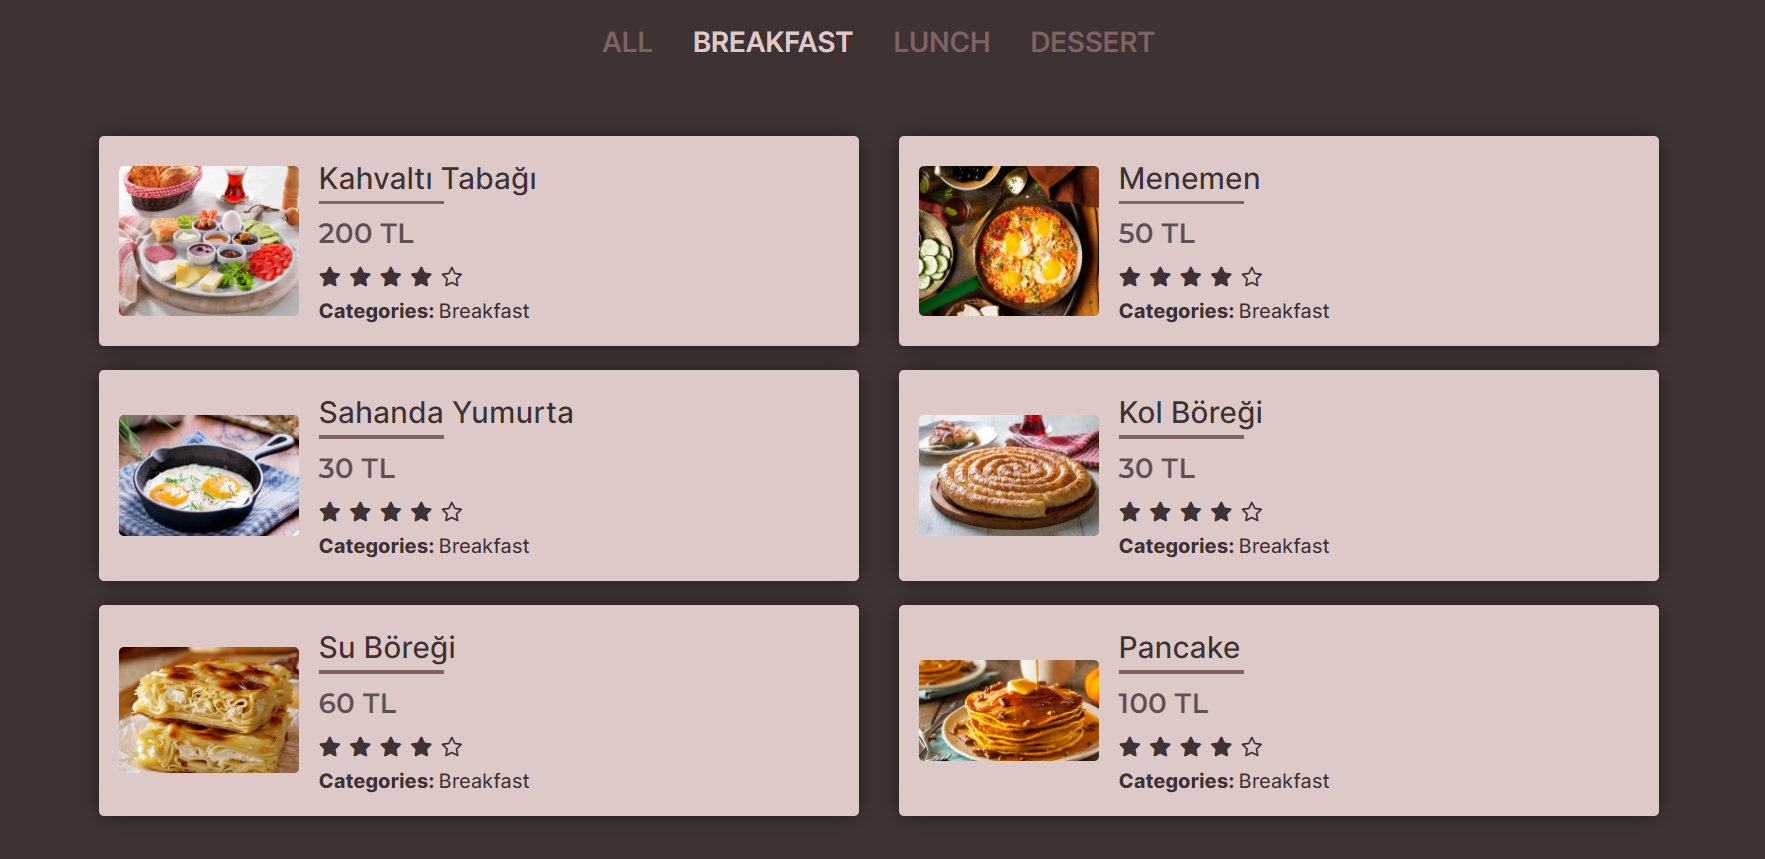 ALL BREAKFAST LUNCH DESSERT
Kahvaltı Tabağı
200 TL
Categories: Breakfast
Menemen
50 TL
Categories: Breakfast
Sahanda Yumurta
30 TL
Categories: Breakfast
Kol Böreği
30 TL
Categories: Breakfast
Su Böreği
60 TL
Categories: Breakfast
Pancake
100 TL
Categories: Breakfast